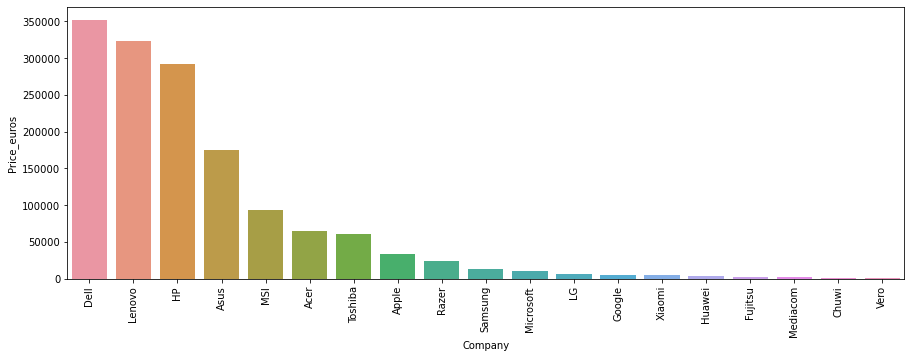 350000
300000
250000
200000
150000
100000
50000
0
Price_euros
Dell
Lenovo
HP
Asus
MSI
Acer
Toshiba
Apple
Razer
Samsung
Microsoft
LG
Google
Xiaomi
Huawei
Fujitsu
Mediacom
Chuwi
Vero
Company